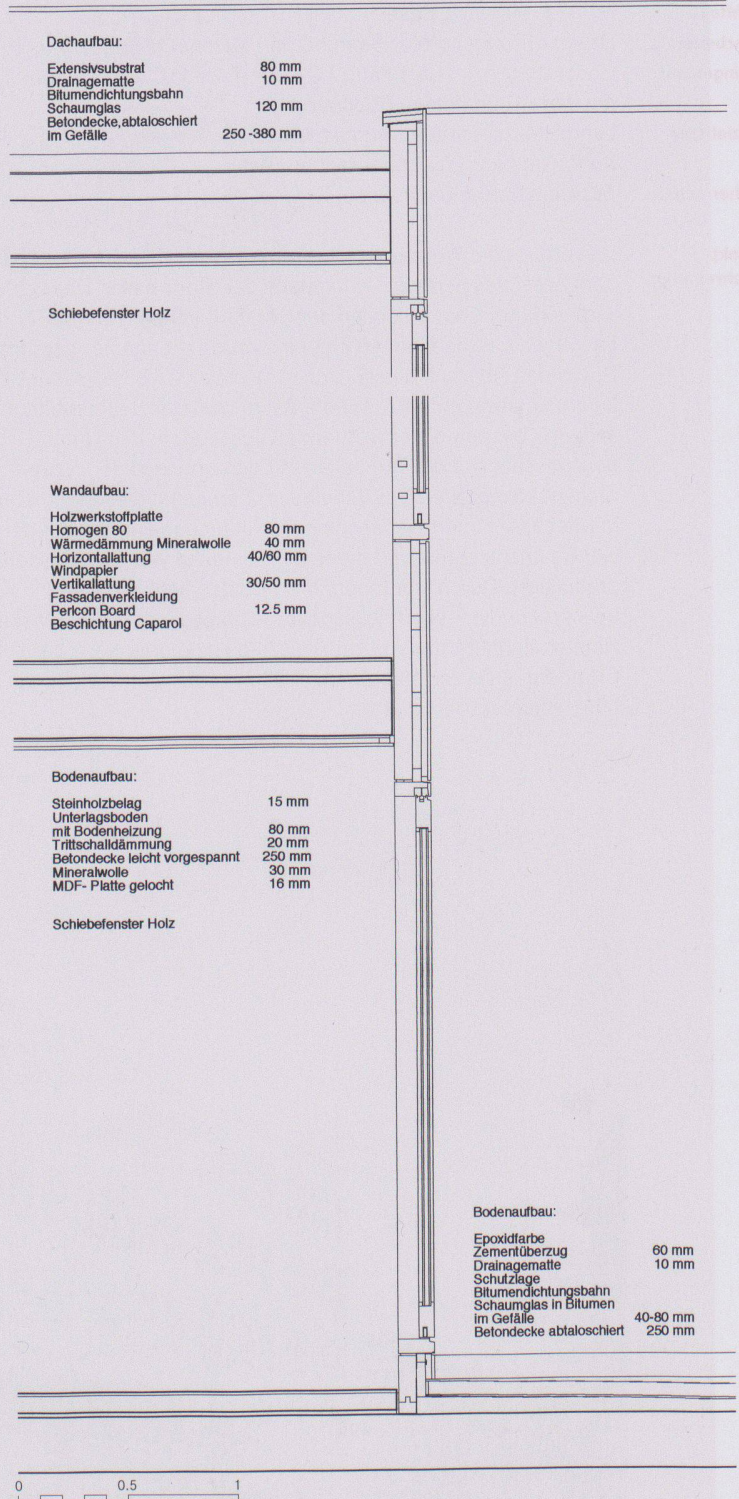 Dachaufbau:
Extensivsubstrat 80 mm
Drainagematte 10 mm
Bitumendichtungsbahn
Schaumglas 120 mm
Betondecke,abtaloschiert
im Gefälle 250 -380 mm
Schiebefenster Holz
Wandaufbau:
Holzwerkstoffplatte
Homogen 80 80 mm
Wärmedämmung Mineralwolle 40 mm
Horizontallattung 40/60 mm
Windpapier
Vertikallattung 30/50 mm
Fassadenverkleidung
Pericon Board 12.5 mm
Beschichtung Caparol
Bodenaufbau:
Steinholzbelag 15 mm
Unterlagsboden
mit Bodenheizung 80 mm
Trittschalldämmung 20 mm
Betondecke leicht vorgespannt 250 mm
Mineralwolle 30 mm
MDF- Platte gelocht 16 mm
Schiebefenster Holz
Bodenaufbau:
Epoxidfarbe
Zementüberzug 60 mm
Drainagematte 10 mm
Schutzlage
Bitumendichtungsbahn
Schaumglas in Bitumen
im Gefälle 40-80 mm
Betondecke abtaloschiert 250 mm
0 0.5 1